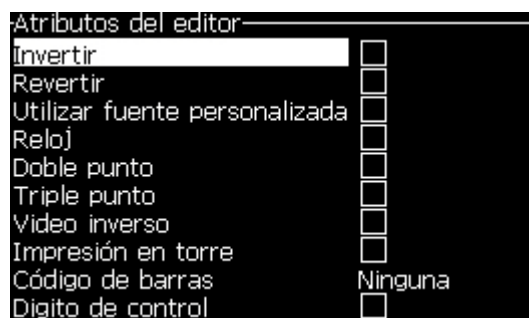 Atributos del editor
Invertir
Revertir
Utilizar fuente personalizada
Reloj
Doble punto
Triple punto
Video inverso
Impresión en torre
Código de barras Ninguna
Digito de control